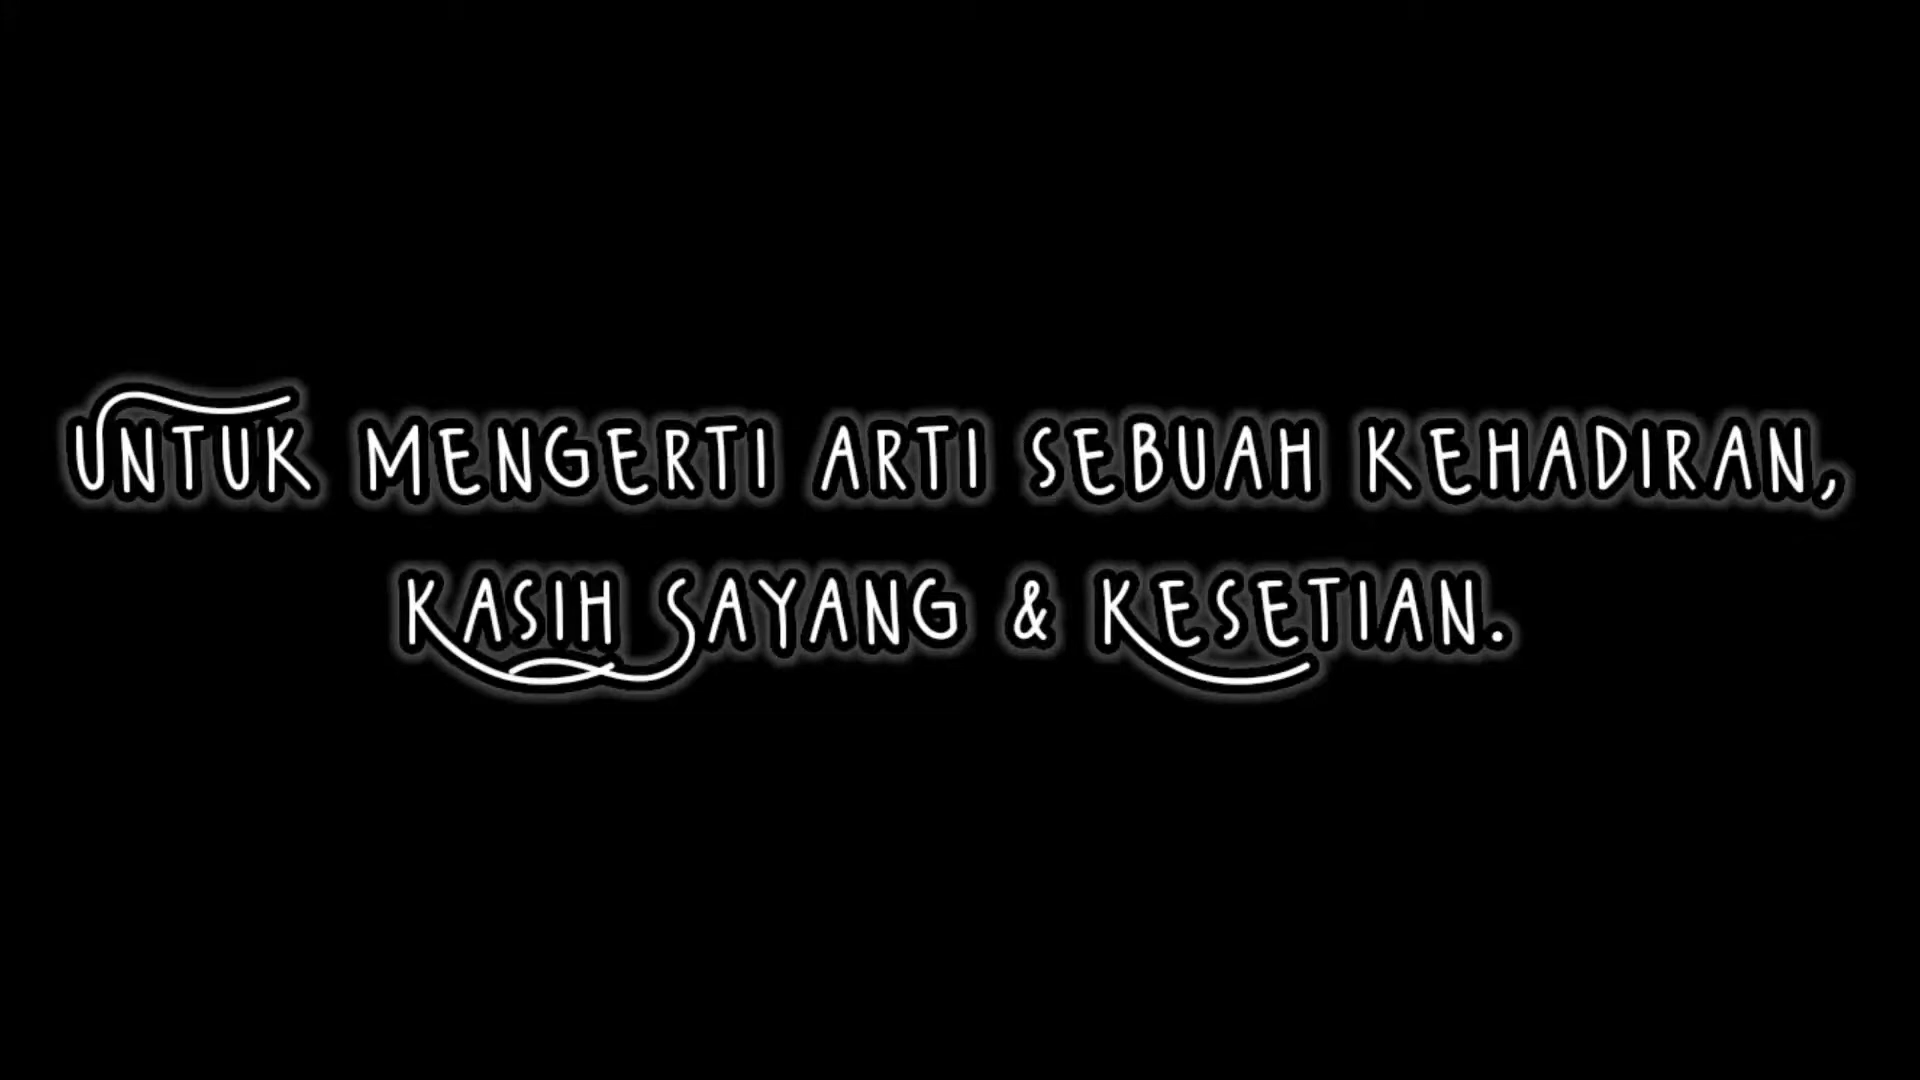 UNTUK MENGERTI ARTI SEBUAH KEHADIRAN,
KASIH SAYANG & KESETIAN.